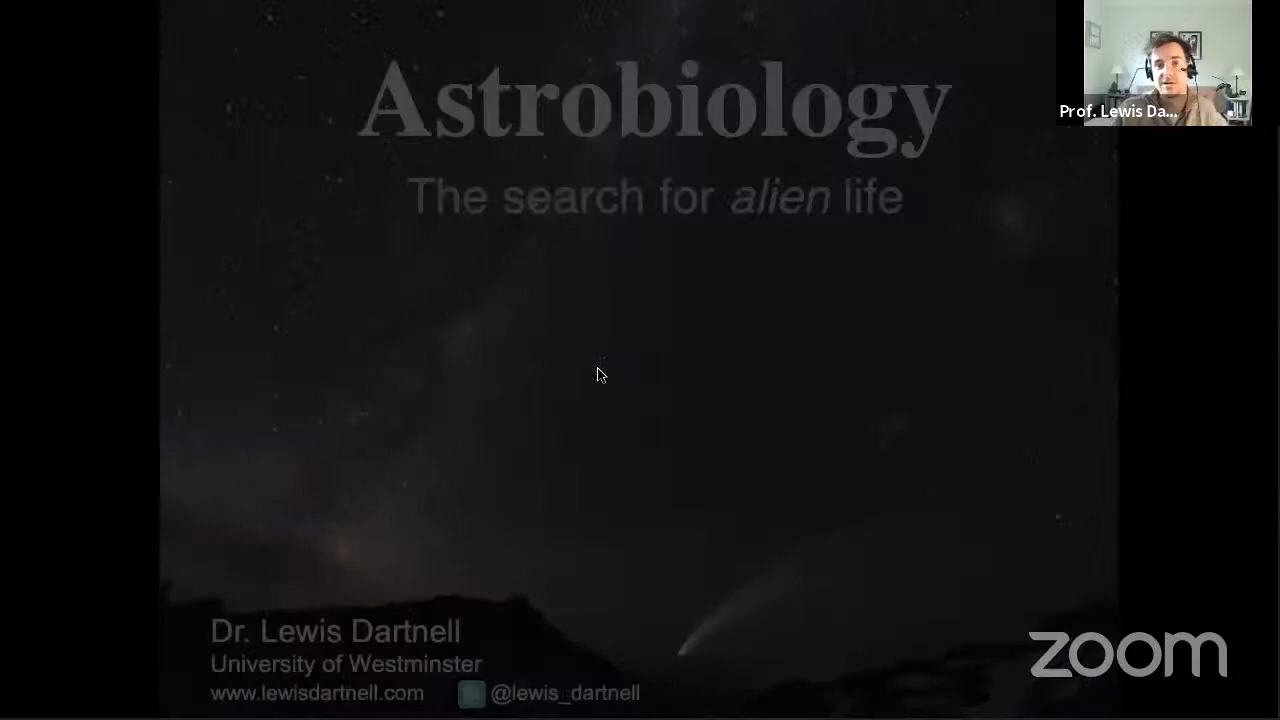 Astrobiology
The search for alien life
Prof. Lewis Da...
Dr. Lewis Dartnell
University of Westminster
www.lewisdartnell.com @lewis_dartnell
zoom